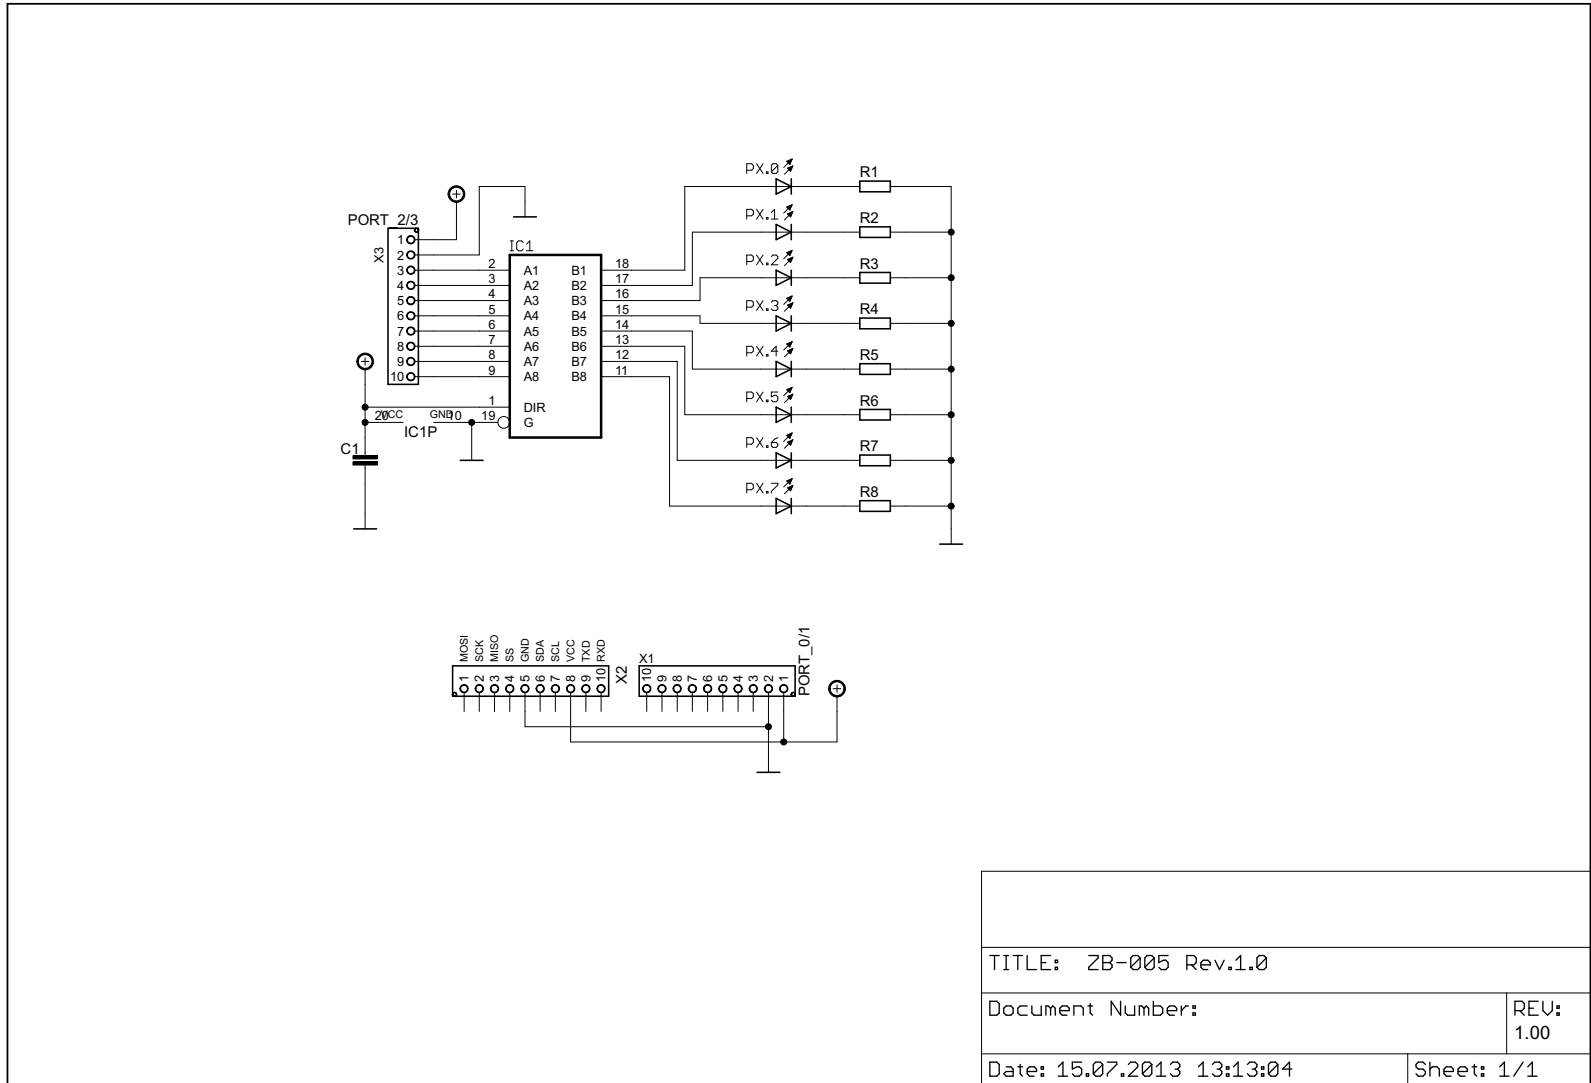 PX.0 R1
PORT_2/3
PX.1 R2
X3
1
2
3
4
5
6
7
8
9
10
IC1
2 A1 B1 18
3 A2 B2 17
4 A3 B3 16
5 A4 B4 15
6 A5 B5 14
7 A6 B6 13
8 A7 B7 12
9 A8 B8 11
1 DIR
19 G
PX.2 R3
PX.3 R4
PX.4 R5
PX.5 R6
PX.6 R7
PX.7 R8
20 VCC GND 10
IC1P
C1
MOSI SCK MISO SS GND SDA SCL VCC TXD RXD
1 2 3 4 5 6 7 8 9 10
X2
X1
10 9 8 7 6 5 4 3 2 1
PORT_0/1
TITLE: ZB-005 Rev.1.0
Document Number:
REV:
1.00
Date: 15.07.2013 13:13:04
Sheet: 1/1